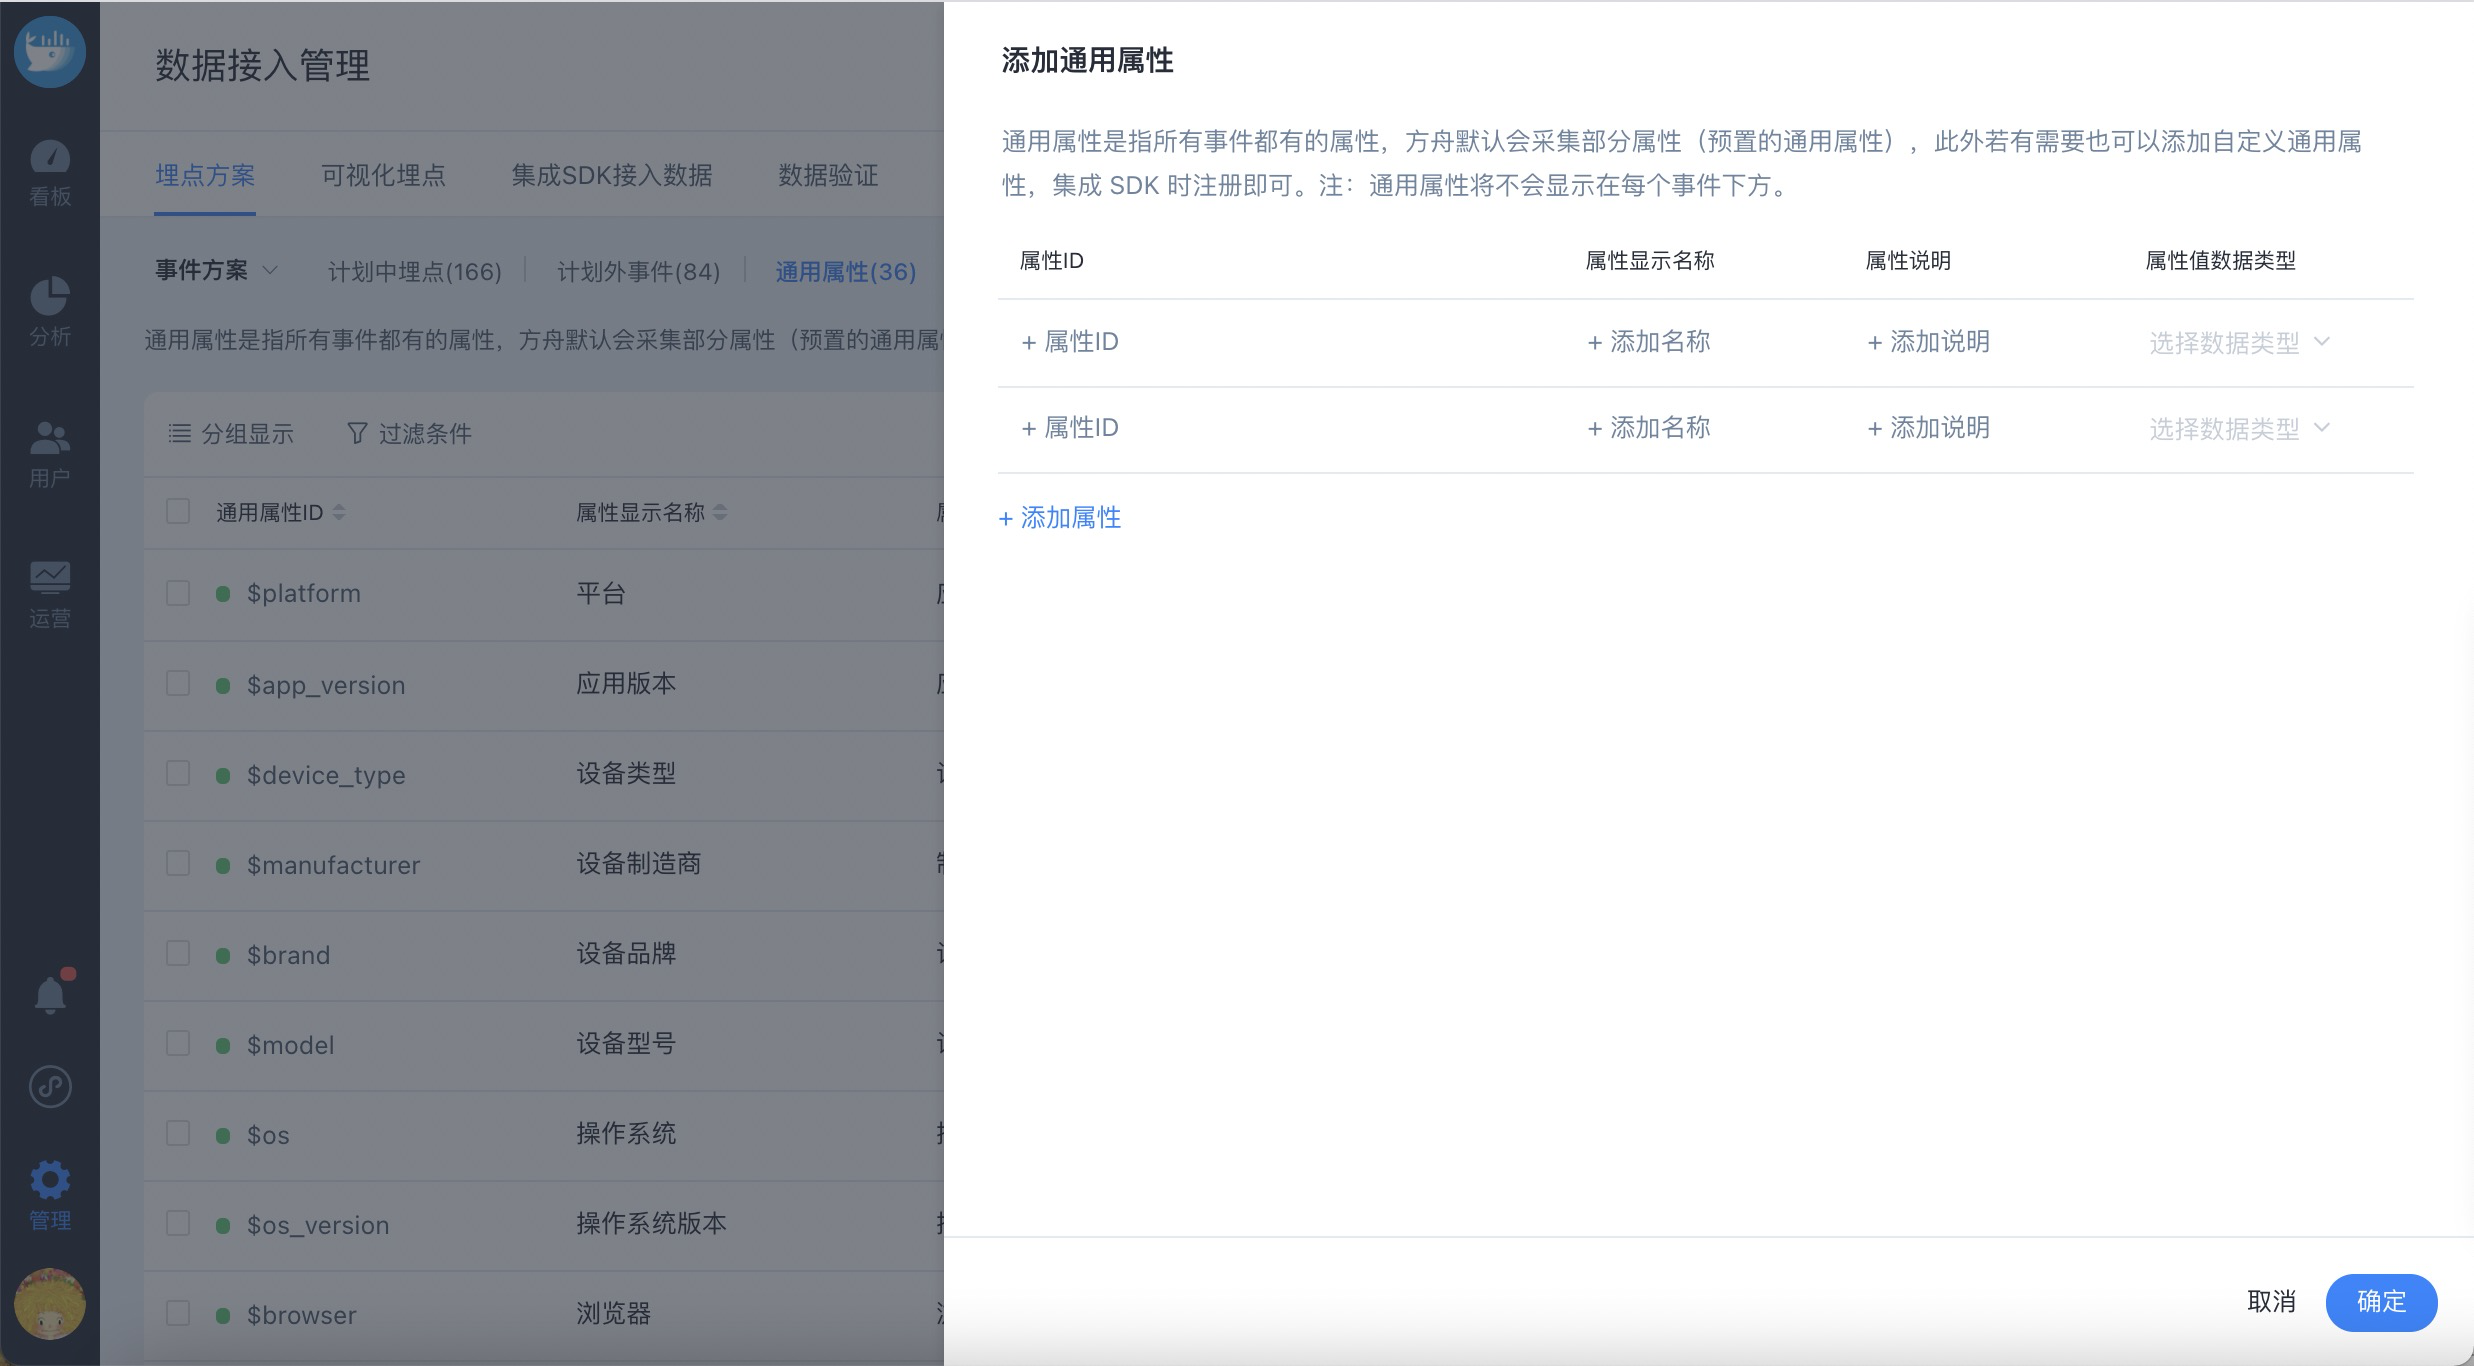 数据接入管理
埋点方案 可视化埋点 集成SDK接入数据 数据验证
事件方案 计划中埋点(166) 计划外事件(84) 通用属性(36)
通用属性是指所有事件都有的属性，方舟默认会采集部分属性（预置的通用属
分组显示 过滤条件
通用属性ID 属性显示名称
$platform 平台
$app_version 应用版本
$device_type 设备类型
$manufacturer 设备制造商
$brand 设备品牌
$model 设备型号
$os 操作系统
$os_version 操作系统版本
$browser 浏览器
看板
分析
用户
运营
管理
添加通用属性
通用属性是指所有事件都有的属性，方舟默认会采集部分属性（预置的通用属性），此外若有需要也可以添加自定义通用属
性，集成 SDK 时注册即可。注：通用属性将不会显示在每个事件下方。
属性ID 属性显示名称 属性说明 属性值数据类型
+ 属性ID + 添加名称 + 添加说明 选择数据类型
+ 属性ID + 添加名称 + 添加说明 选择数据类型
+ 添加属性
取消 确定